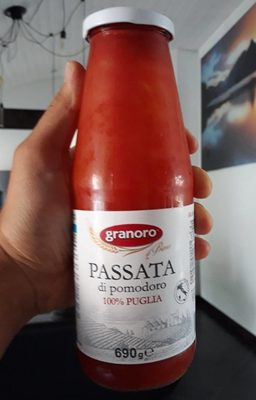 granoro
PASSATA
di pomodoro
100% PUGLIA
690g℮